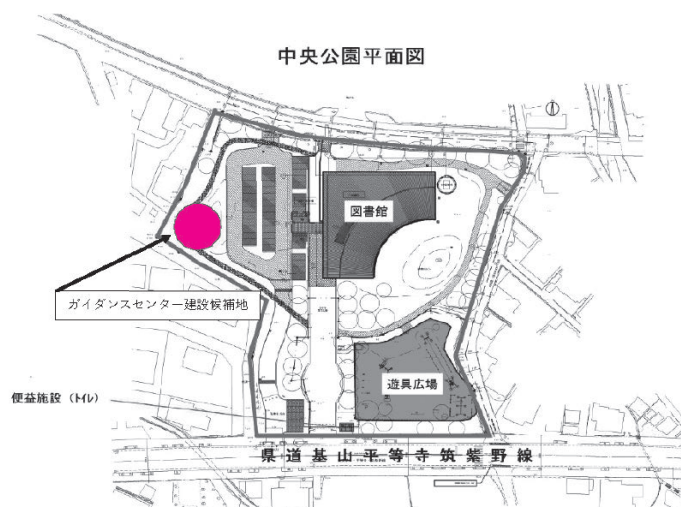 中央公園平面図
図書館
ガイダンスセンター建設候補地
遊具広場
便益施設（トイレ）
県道基山平等寺筑紫野線